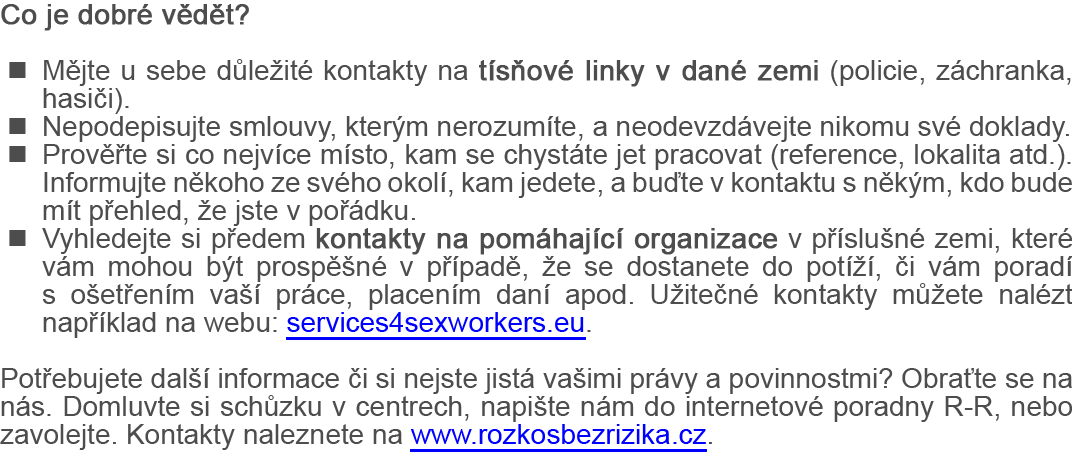 Co je dobré vědět?
■ Mějte u sebe důležité kontakty na tísňové linky v dané zemi (policie, záchranka,
hasiči).
■ Nepodepisujte smlouvy, kterým nerozumíte, a neodevzdávejte nikomu své doklady.
■ Prověřte si co nejvíce místo, kam se chystáte jet pracovat (reference, lokalita atd.).
Informujte někoho ze svého okolí, kam jedete, a buďte v kontaktu s někým, kdo bude
mít přehled, že jste v pořádku.
■ Vyhledejte si předem kontakty na pomáhající organizace v příslušné zemi, které
vám mohou být prospěšné v případě, že se dostanete do potíží, či vám poradí
s ošetřením vaší práce, placením daní apod. Užitečné kontakty můžete nalézt
například na webu: services4sexworkers.eu.
Potřebujete další informace či si nejste jistá vašimi právy a povinnostmi? Obraťte se na
nás. Domluvte si schůzku v centrech, napište nám do internetové poradny R-R, nebo
zavolejte. Kontakty naleznete na www.rozkosbezrizika.cz.